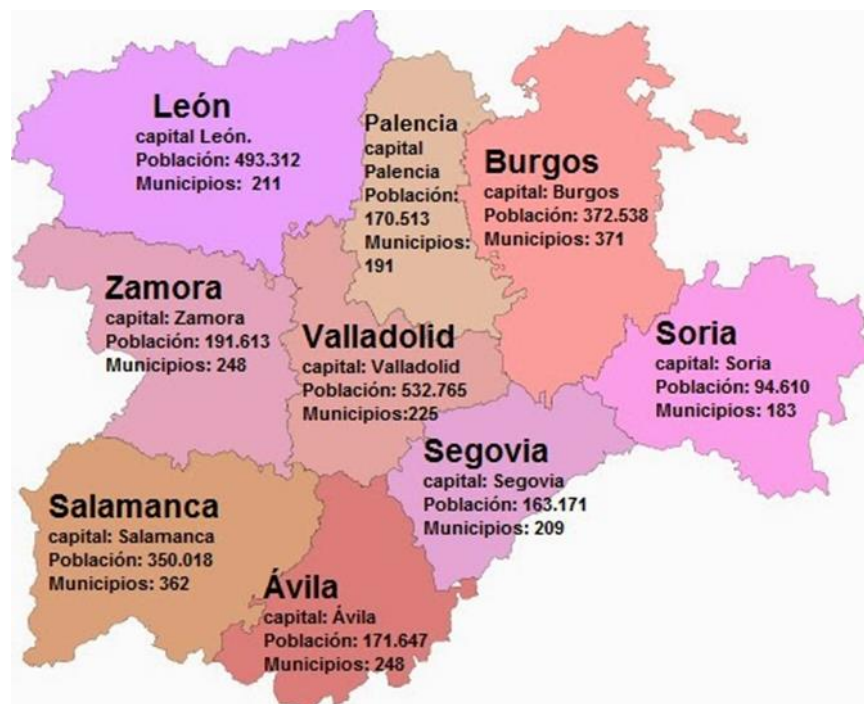 León
capital León.
Población: 493.312
Municipios:  211
Palencia
capital
Palencia
Población:
170.513
Municipios:
191
Burgos
capital: Burgos
Población: 372.538
Municipios: 371
Zamora
capital: Zamora
Población: 191.613
Municipios: 248
Valladolid
capital: Valladolid
Población: 532.765
Municipios:225
Soria
capital: Soria
Población: 94.610
Municipios: 183
Segovia
capital: Segovia
Población: 163.171
Municipios: 209
Salamanca
capital: Salamanca
Población: 350.018
Municipios: 362
Ávila
capital: Ávila
Población: 171.647
Municipios: 248